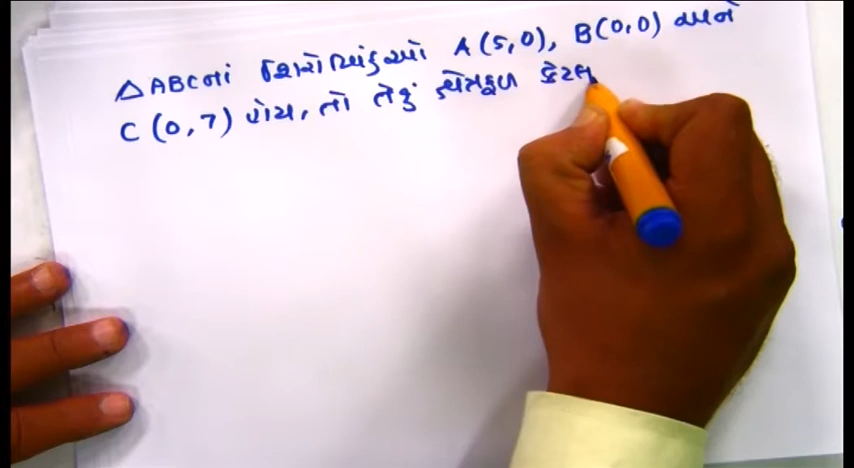 △ABCનાં શિરોબિંદુઓ A(5,0), B(0,0) અને
C (0,7) હોય, તો તેનું ક્ષેત્રફળ કેટલ